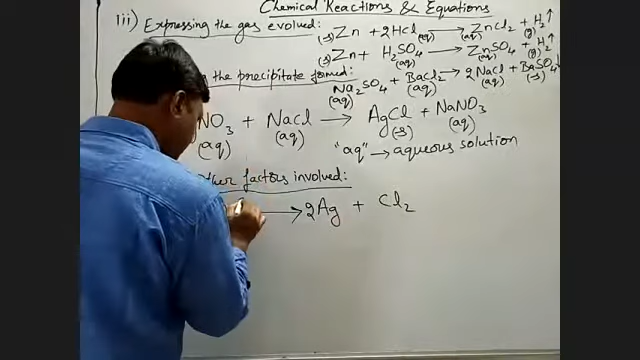 Chemical Reactions & Equations
iii) Expressing the gas evolved: (s)Zn + 2HCl(aq) → ZnCl2(aq) + H2(g)↑
(s)Zn + H2SO4(aq) → ZnSO4(aq) + H2(g)↑
the precipitate formed: Na2SO4(aq) + BaCl2(aq) → 2NaCl(aq) + BaSO4(s)↓
NO3(aq) + NaCl(aq) → AgCl(s) + NaNO3(aq)
"aq" → aqueous solution
ther factors involved:
→ 2Ag + Cl2